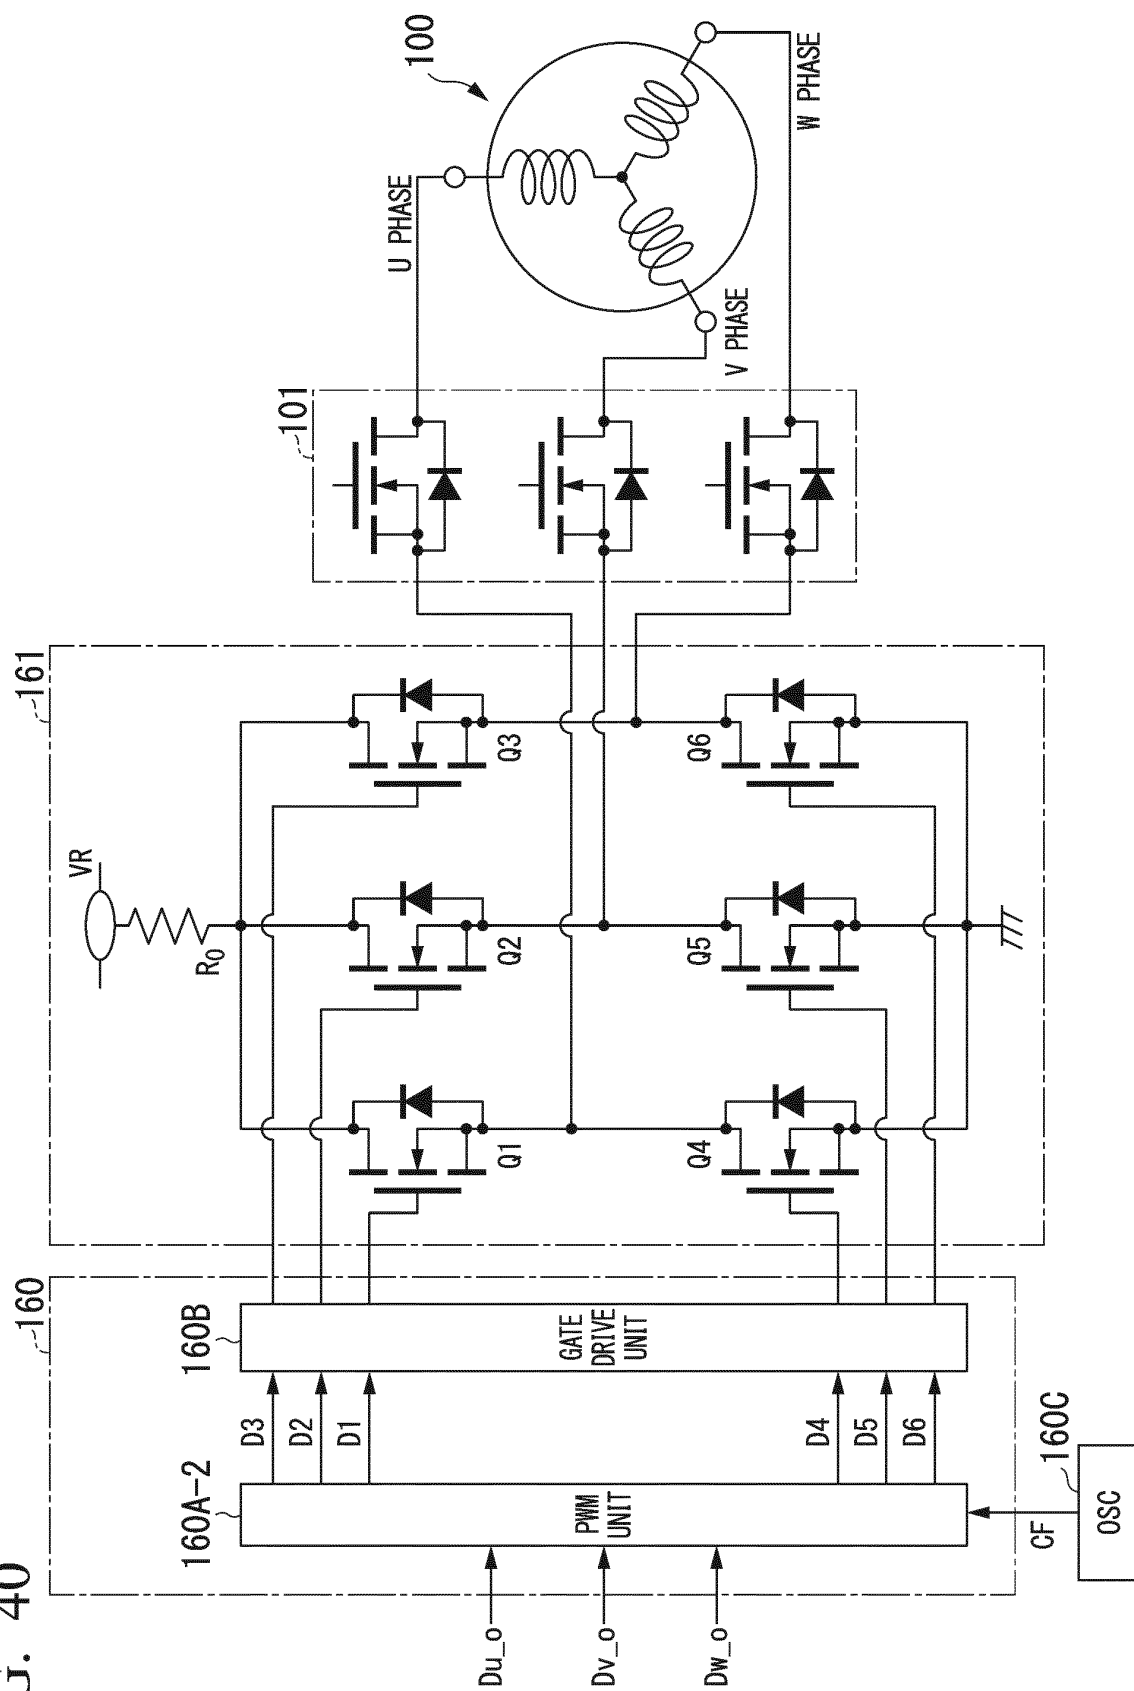 40
160
161
101
100
160A-2
160B
160C
VR
R0
U PHASE
V PHASE
W PHASE
Q1
Q2
Q3
Q4
Q5
Q6
D3
D2
D1
D4
D5
D6
PWM
UNIT
GATE
DRIVE
UNIT
Du_o
Dv_o
Dw_o
CF
OSC